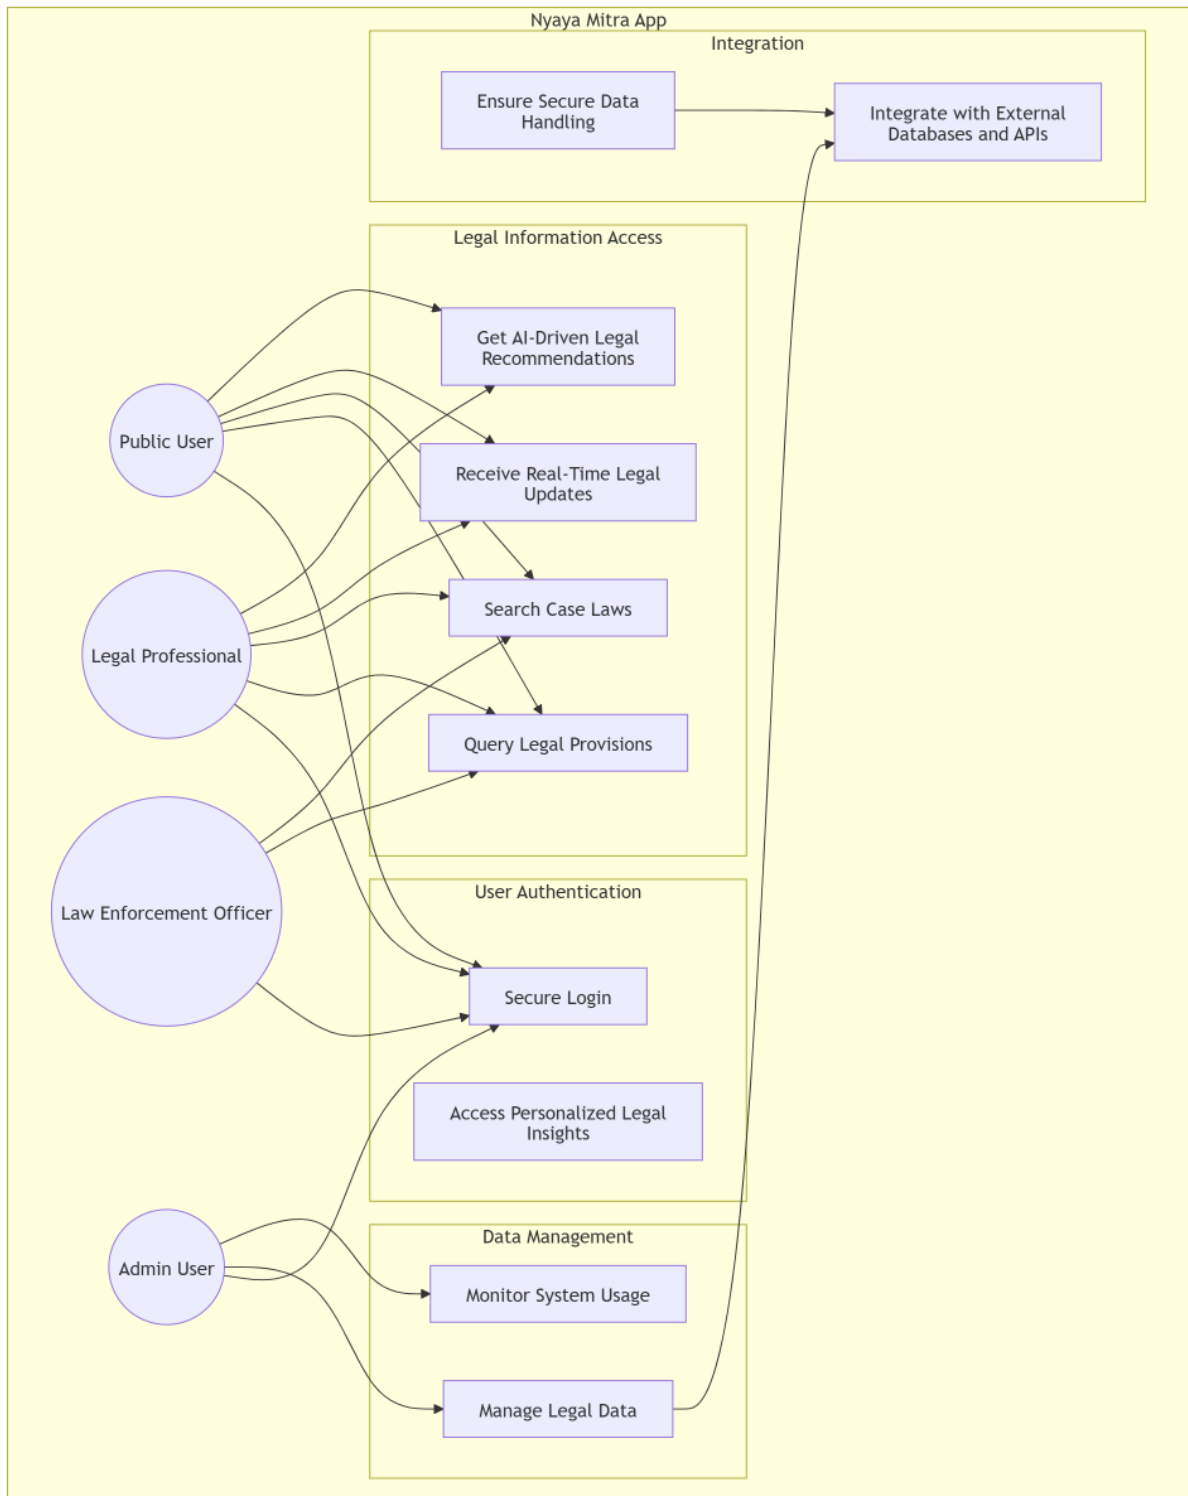 Nyaya Mitra App
Integration
Ensure Secure Data
Handling
Integrate with External
Databases and APIs
Legal Information Access
Get AI-Driven Legal
Recommendations
Public User
Receive Real-Time Legal
Updates
Search Case Laws
Legal Professional
Query Legal Provisions
User Authentication
Law Enforcement Officer
Secure Login
Access Personalized Legal
Insights
Data Management
Admin User
Monitor System Usage
Manage Legal Data